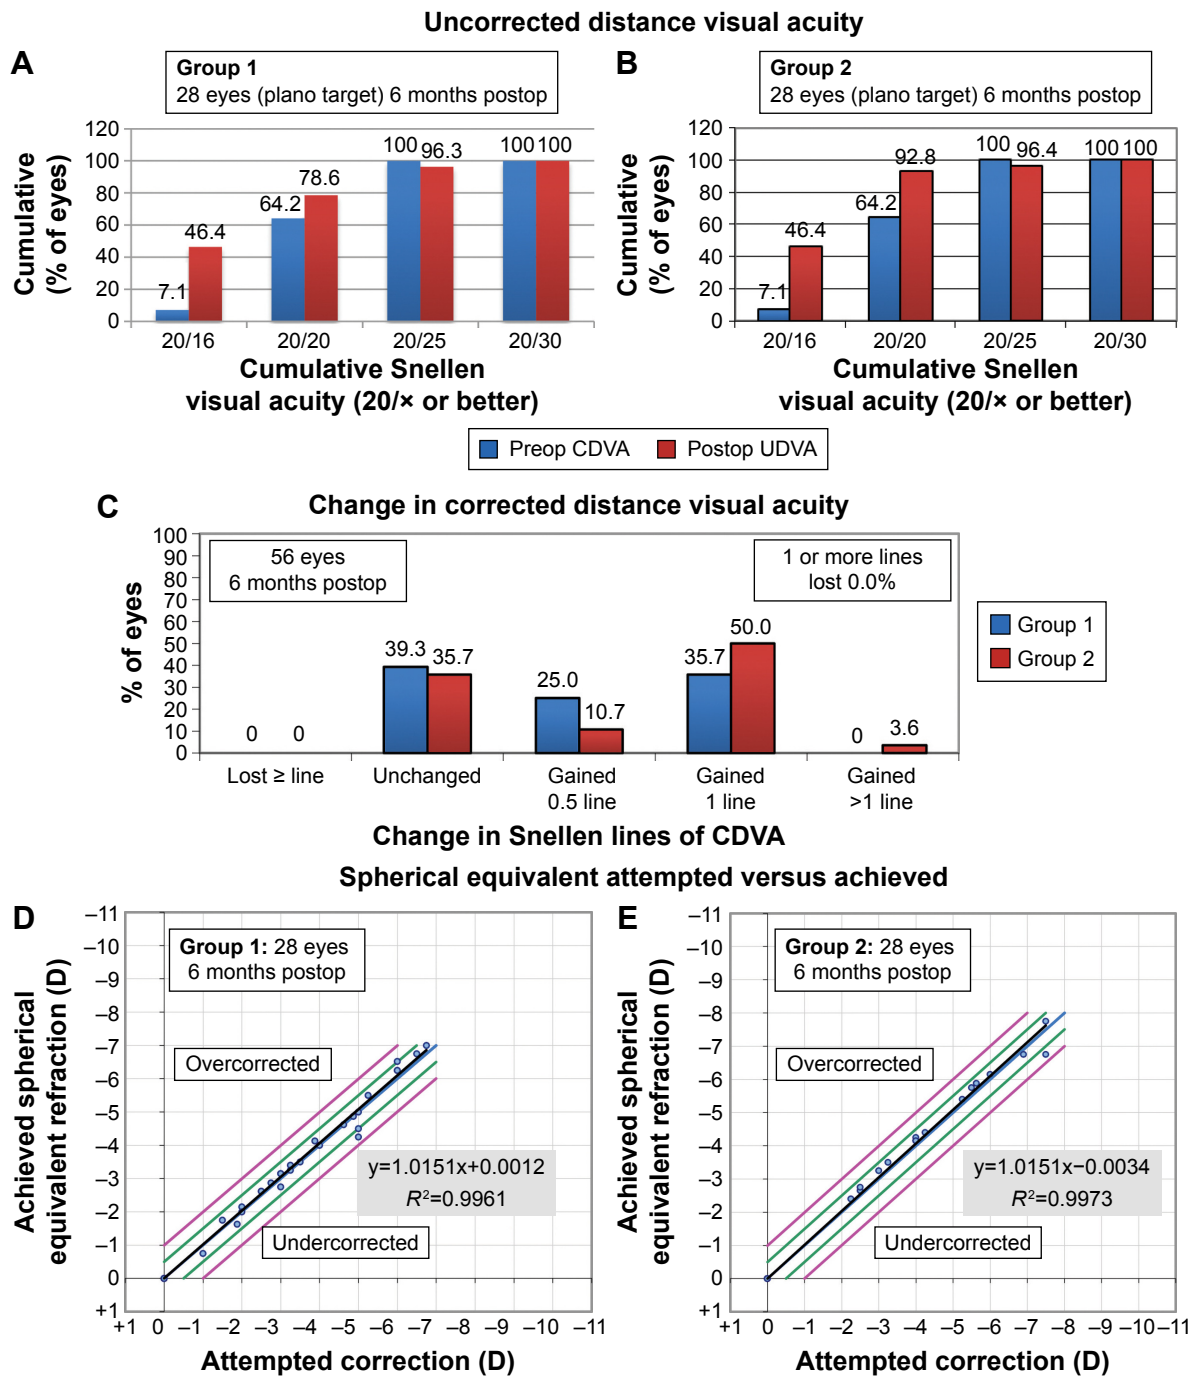 Uncorrected distance visual acuity
A
Group 1
28 eyes (plano target) 6 months postop
Cumulative
(% of eyes)
120
100
80
60
40
20
0
7.1
46.4
64.2
78.6
100
96.3
100
100
20/16
20/20
20/25
20/30
Cumulative Snellen
visual acuity (20/× or better)
B
Group 2
28 eyes (plano target) 6 months postop
Cumulative
(% of eyes)
120
100
80
60
40
20
0
7.1
46.4
64.2
92.8
100
96.4
100
100
20/16
20/20
20/25
20/30
Cumulative Snellen
visual acuity (20/× or better)
Preop CDVA
Postop UDVA
C
Change in corrected distance visual acuity
56 eyes
6 months postop
1 or more lines
lost 0.0%
% of eyes
100
90
80
70
60
50
40
30
20
10
0
0
0
39.3
35.7
25.0
10.7
35.7
50.0
0
3.6
Lost ≥ line
Unchanged
Gained
0.5 line
Gained
1 line
Gained
>1 line
Change in Snellen lines of CDVA
Group 1
Group 2
Spherical equivalent attempted versus achieved
D
Group 1: 28 eyes
6 months postop
Achieved spherical
equivalent refraction (D)
–11
–10
–9
–8
–7
–6
–5
–4
–3
–2
–1
0
+1
Overcorrected
y=1.0151x+0.0012
R²=0.9961
Undercorrected
+1 0 –1 –2 –3 –4 –5 –6 –7 –8 –9 –10 –11
Attempted correction (D)
E
Group 2: 28 eyes
6 months postop
Achieved spherical
equivalent refraction (D)
–11
–10
–9
–8
–7
–6
–5
–4
–3
–2
–1
0
+1
Overcorrected
y=1.0151x−0.0034
R²=0.9973
Undercorrected
+1 0 –1 –2 –3 –4 –5 –6 –7 –8 –9 –10 –11
Attempted correction (D)